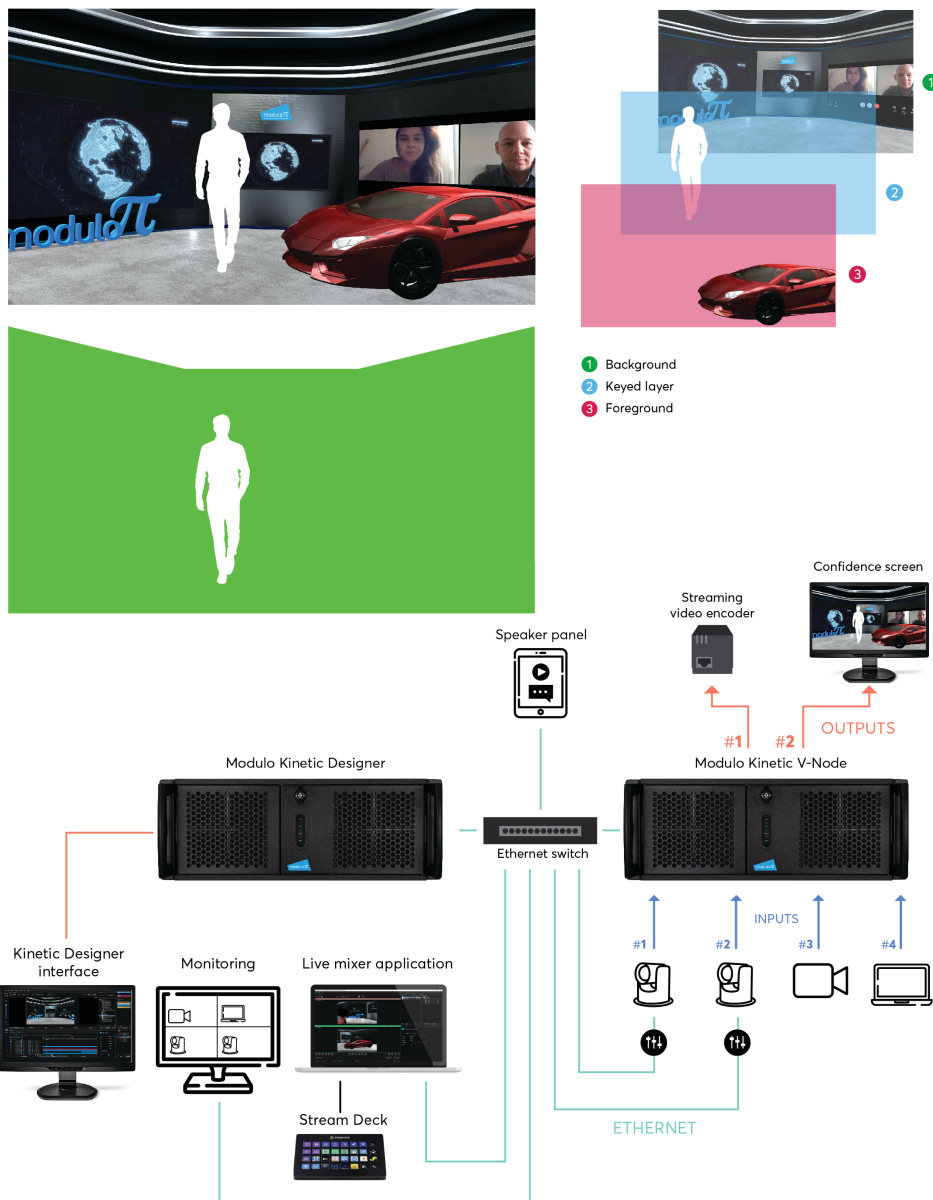 moduloπ
moduloπ
1
moduloπ
2
3
1 Background
2 Keyed layer
3 Foreground
Confidence screen
Streaming
video encoder
Speaker panel
OUTPUTS
#1
#2
Modulo Kinetic Designer
Modulo Kinetic V-Node
Ethernet switch
INPUTS
#1
#2
#3
#4
Kinetic Designer
interface
Monitoring
Live mixer application
Stream Deck
ETHERNET